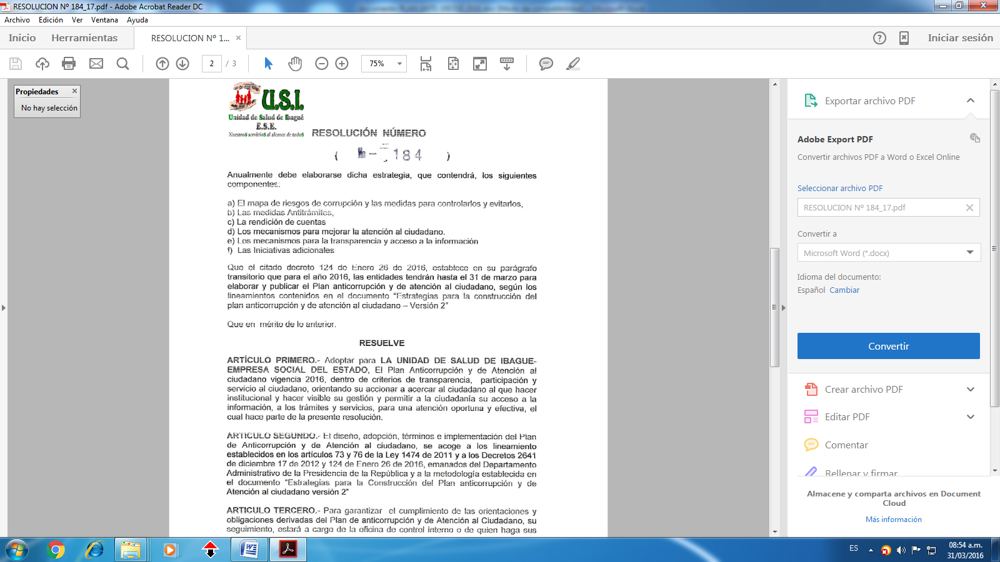 RESOLUCION Nº 184_17.pdf - Adobe Acrobat Reader DC
Archivo Edición Ver Ventana Ayuda
Inicio Herramientas RESOLUCION Nº 1... × Iniciar sesión
2 / 3 75%
Propiedades ×
No hay selección
U.S.I.
Unidad de Salud de Ibagué
E.S.E.
NuestroS servicioS al alcance de todoS
RESOLUCIÓN NÚMERO
( No - 184 )
Anualmente debe elaborarse dicha estrategia, que contendrá, los siguientes
componentes:
a) El mapa de riesgos de corrupción y las medidas para controlarlos y evitarlos,
b) Las medidas Antitrámites,
c) La rendición de cuentas
d) Los mecanismos para mejorar la atención al ciudadano.
e) Los mecanismos para la transparencia y acceso a la información
f) Las Iniciativas adicionales
Que el citado decreto 124 de Enero 26 de 2016, establece en su parágrafo
transitorio que para el año 2016, las entidades tendrán hasta el 31 de marzo para
elaborar y publicar el Plan anticorrupción y de atención al ciudadano, según los
lineamientos contenidos en el documento “Estrategias para la construcción del
plan anticorrupción y de atención al ciudadano – Versión 2”
Que en mérito de lo anterior.
RESUELVE
ARTÍCULO PRIMERO.- Adoptar para LA UNIDAD DE SALUD DE IBAGUE-
EMPRESA SOCIAL DEL ESTADO, El Plan Anticorrupción y de Atención al
ciudadano vigencia 2016, dentro de criterios de transparencia, participación y
servicio al ciudadano, orientando su accionar a acercar al ciudadano al que hacer
institucional y hacer visible su gestión y permitir a la ciudadanía su acceso a la
información, a los trámites y servicios, para una atención oportuna y efectiva, el
cual hace parte de la presente resolución.
ARTICULO SEGUNDO.- El diseño, adopción, términos e implementación del Plan
de Anticorrupción y de Atención al ciudadano, se acoge a los lineamiento
establecidos en los artículos 73 y 76 de la Ley 1474 de 2011 y a los Decretos 2641
de diciembre 17 de 2012 y 124 de Enero 26 de 2016, emanados del Departamento
Administrativo de la Presidencia de la República y a la metodología establecida en
el documento “Estrategias para la Construcción del Plan anticorrupción y de
Atención al ciudadano versión 2”
ARTICULO TERCERO.- Para garantizar el cumplimiento de las orientaciones y
obligaciones derivadas del Plan de anticorrupción y de Atención al Ciudadano, su
seguimiento, estará a cargo de la oficina de control interno o de quien haga sus
Exportar archivo PDF
Adobe Export PDF
Convertir archivos PDF a Word o Excel Online
Seleccionar archivo PDF
RESOLUCION Nº 184_17.pdf
Convertir a
Microsoft Word (*.docx)
Idioma del documento:
Español Cambiar
Convertir
Crear archivo PDF
Editar PDF
Comentar
Rellenar y firmar
Almacene y comparta archivos en Document
Cloud
Más información
ES
08:54 a.m.
31/03/2016